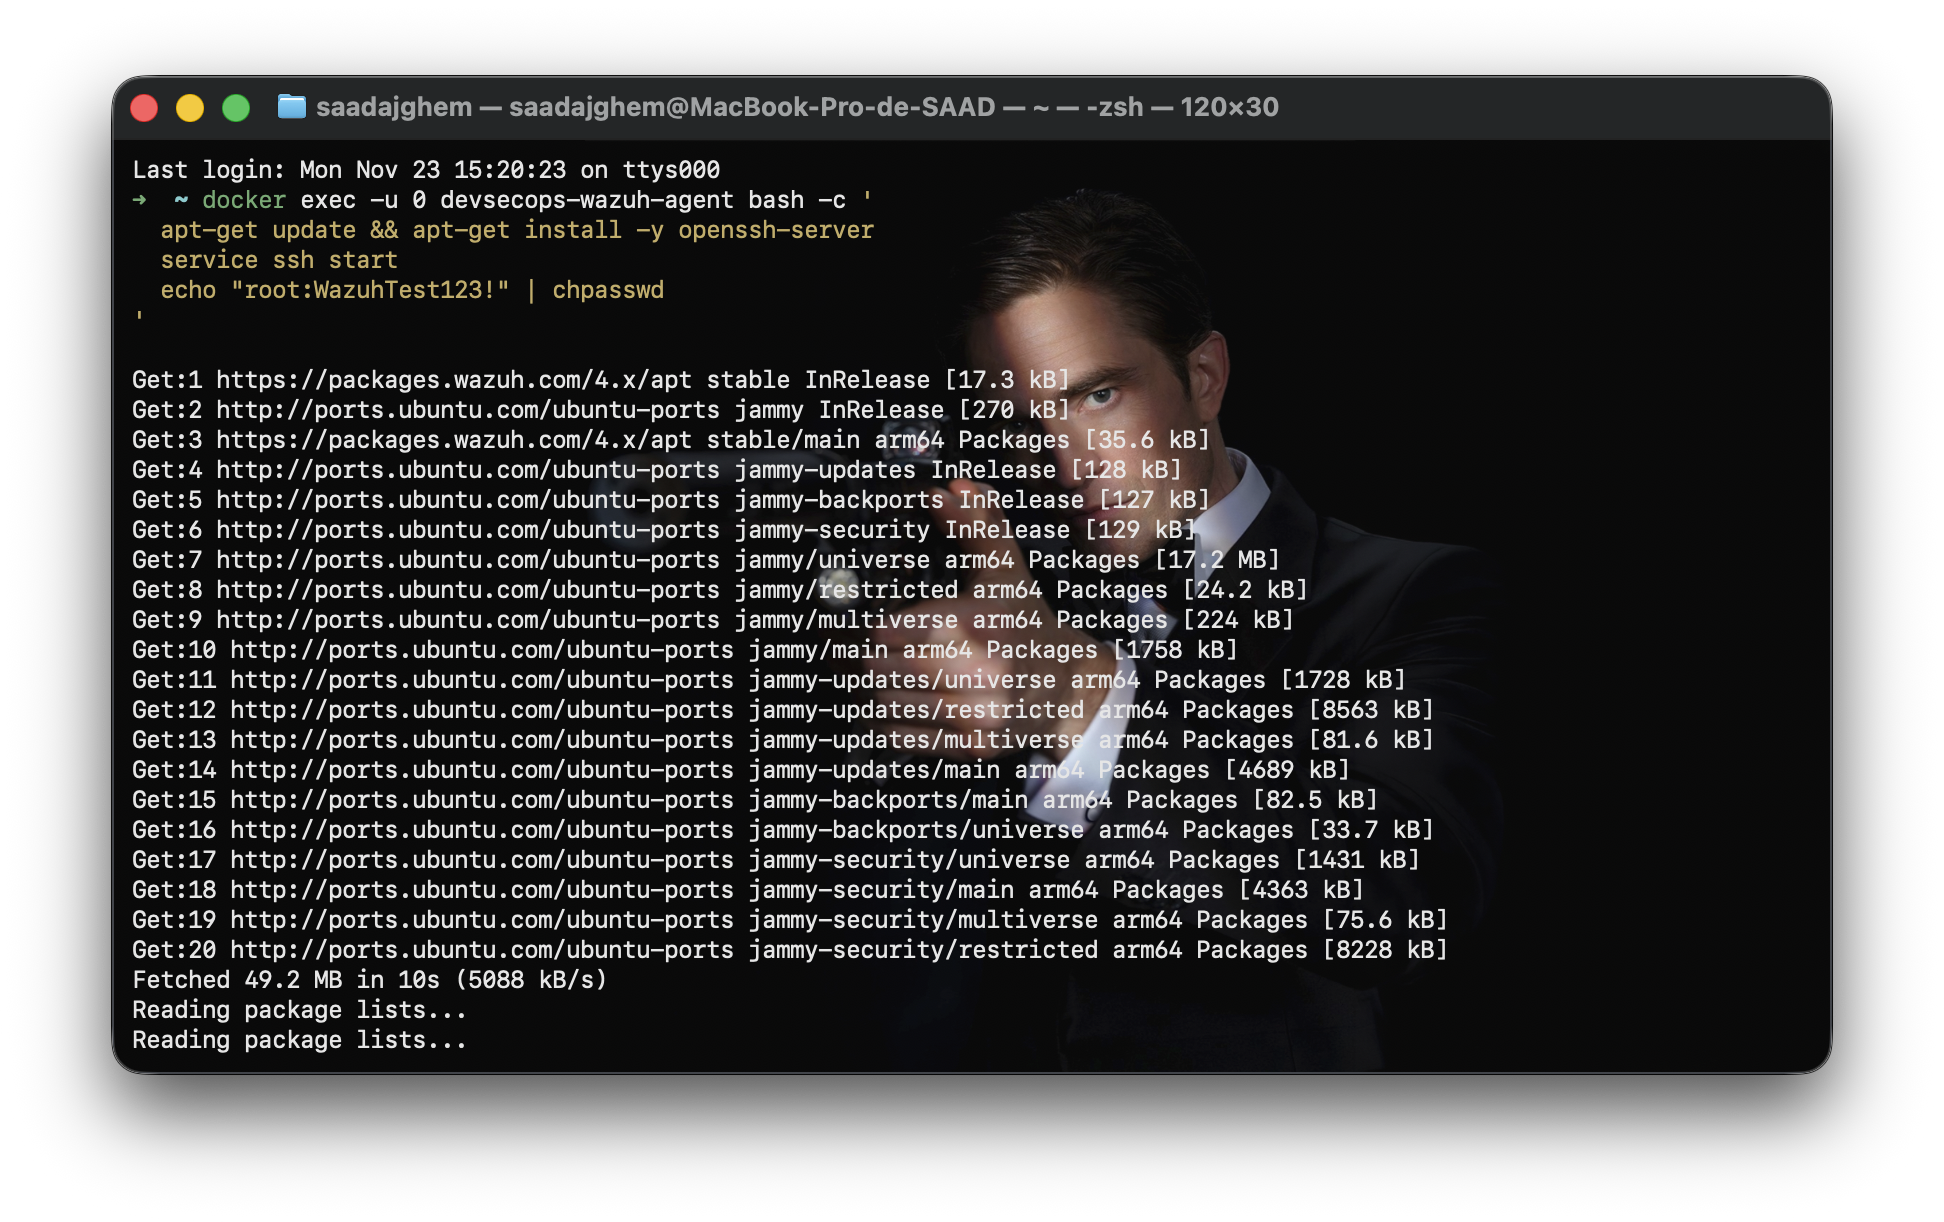 saadajghem — saadajghem@MacBook-Pro-de-SAAD — ~ — -zsh — 120×30
Last login: Mon Nov 23 15:20:23 on ttys000
➜  ~ docker exec -u 0 devsecops-wazuh-agent bash -c '
  apt-get update && apt-get install -y openssh-server
  service ssh start
  echo "root:WazuhTest123!" | chpasswd
'
Get:1 https://packages.wazuh.com/4.x/apt stable InRelease [17.3 kB]
Get:2 http://ports.ubuntu.com/ubuntu-ports jammy InRelease [270 kB]
Get:3 https://packages.wazuh.com/4.x/apt stable/main arm64 Packages [35.6 kB]
Get:4 http://ports.ubuntu.com/ubuntu-ports jammy-updates InRelease [128 kB]
Get:5 http://ports.ubuntu.com/ubuntu-ports jammy-backports InRelease [127 kB]
Get:6 http://ports.ubuntu.com/ubuntu-ports jammy-security InRelease [129 kB]
Get:7 http://ports.ubuntu.com/ubuntu-ports jammy/universe arm64 Packages [17.2 MB]
Get:8 http://ports.ubuntu.com/ubuntu-ports jammy/restricted arm64 Packages [24.2 kB]
Get:9 http://ports.ubuntu.com/ubuntu-ports jammy/multiverse arm64 Packages [224 kB]
Get:10 http://ports.ubuntu.com/ubuntu-ports jammy/main arm64 Packages [1758 kB]
Get:11 http://ports.ubuntu.com/ubuntu-ports jammy-updates/universe arm64 Packages [1728 kB]
Get:12 http://ports.ubuntu.com/ubuntu-ports jammy-updates/restricted arm64 Packages [8563 kB]
Get:13 http://ports.ubuntu.com/ubuntu-ports jammy-updates/multiverse arm64 Packages [81.6 kB]
Get:14 http://ports.ubuntu.com/ubuntu-ports jammy-updates/main arm64 Packages [4689 kB]
Get:15 http://ports.ubuntu.com/ubuntu-ports jammy-backports/main arm64 Packages [82.5 kB]
Get:16 http://ports.ubuntu.com/ubuntu-ports jammy-backports/universe arm64 Packages [33.7 kB]
Get:17 http://ports.ubuntu.com/ubuntu-ports jammy-security/universe arm64 Packages [1431 kB]
Get:18 http://ports.ubuntu.com/ubuntu-ports jammy-security/main arm64 Packages [4363 kB]
Get:19 http://ports.ubuntu.com/ubuntu-ports jammy-security/multiverse arm64 Packages [75.6 kB]
Get:20 http://ports.ubuntu.com/ubuntu-ports jammy-security/restricted arm64 Packages [8228 kB]
Fetched 49.2 MB in 10s (5088 kB/s)
Reading package lists...
Reading package lists...